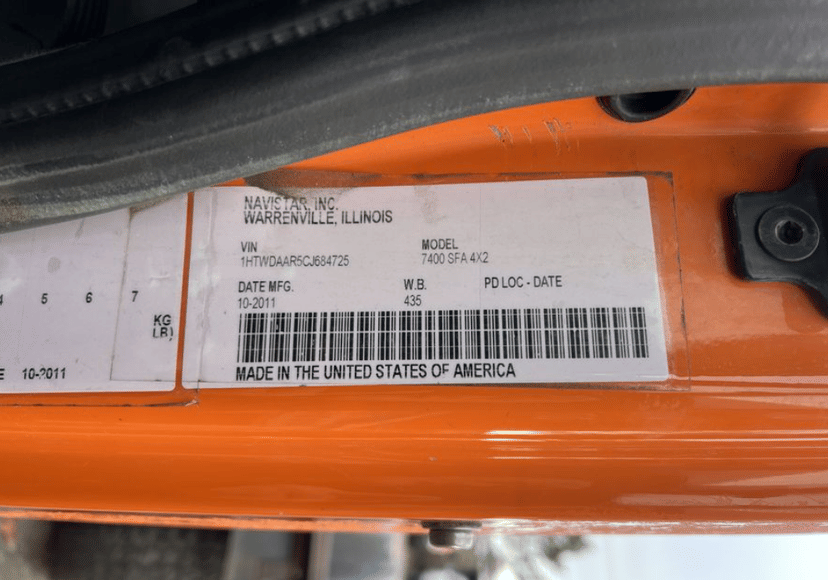 NAVISTAR, INC.
WARRENVILLE, ILLINOIS
VIN MODEL
1HTWDAAR5CJ684725 7400 SFA 4X2
DATE MFG. W.B. PD LOC - DATE
10-2011 435
MADE IN THE UNITED STATES OF AMERICA
4 5 6 7
KG
LB)
E 10-2011